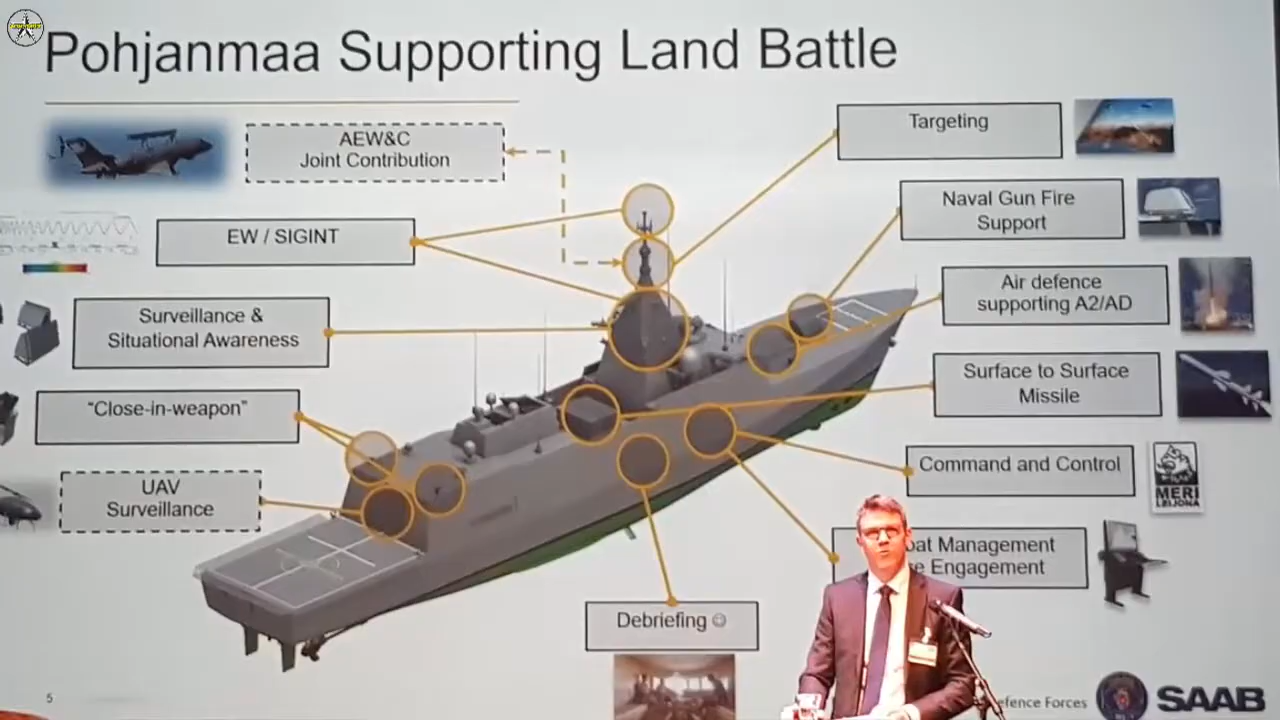 Pohjanmaa Supporting Land Battle
AEW&C
Joint Contribution
Targeting
EW / SIGINT
Naval Gun Fire
Support
Surveillance &
Situational Awareness
Air defence
supporting A2/AD
"Close-in-weapon"
Surface to Surface
Missile
UAV
Surveillance
Command and Control
MERI
LEIJONA
Management
Engagement
Debriefing ☺
5
Defence Forces
SAAB